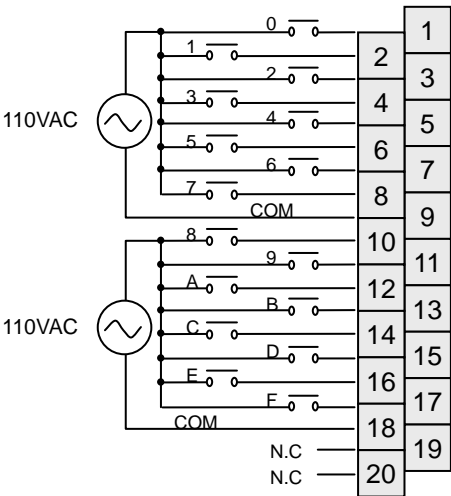 0 1
1 2
2 3
3 4
110VAC 4 5
5 6
6 7
7 8
COM 9
8 10
9 11
A 12
B 13
110VAC C 14
D 15
E 16
F 17
COM 18
N.C 19
N.C 20